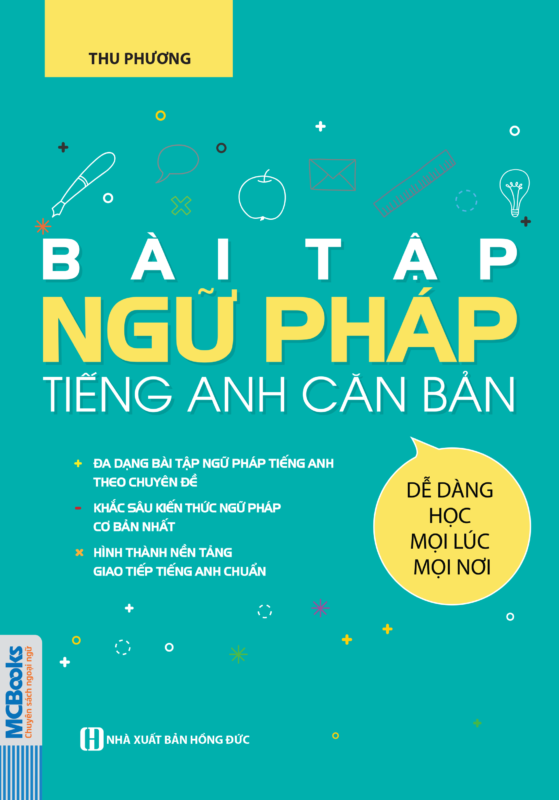 THU PHƯƠNG
BÀI TẬP
NGỮ PHÁP
TIẾNG ANH CĂN BẢN
ĐA DẠNG BÀI TẬP NGỮ PHÁP TIẾNG ANH
THEO CHUYÊN ĐỀ
KHẮC SÂU KIẾN THỨC NGỮ PHÁP
CƠ BẢN NHẤT
HÌNH THÀNH NỀN TẢNG
GIAO TIẾP TIẾNG ANH CHUẨN
DỄ DÀNG
HỌC
MỌI LÚC
MỌI NƠI
MCBooks
Chuyên sách ngoại ngữ
NHÀ XUẤT BẢN HỒNG ĐỨC